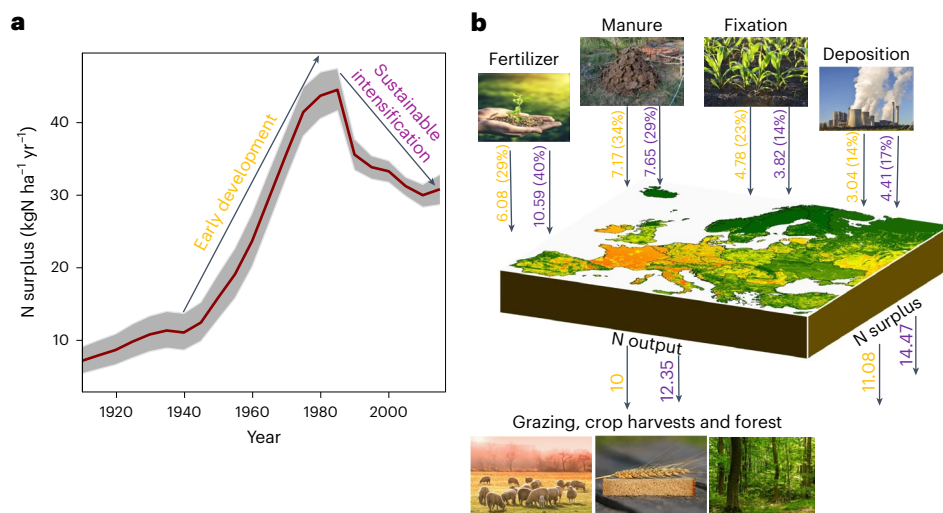 a
N surplus (kgN ha⁻¹ yr⁻¹)
40
30
20
10
1920
1940
1960
1980
2000
Year
Early development
Sustainable
intensification
b
Fertilizer
Manure
Fixation
Deposition
6.08 (29%)
10.59 (40%)
7.17 (34%)
7.65 (29%)
4.78 (23%)
3.82 (14%)
3.04 (14%)
4.41 (17%)
N output
N surplus
10
12.35
11.08
14.47
Grazing, crop harvests and forest